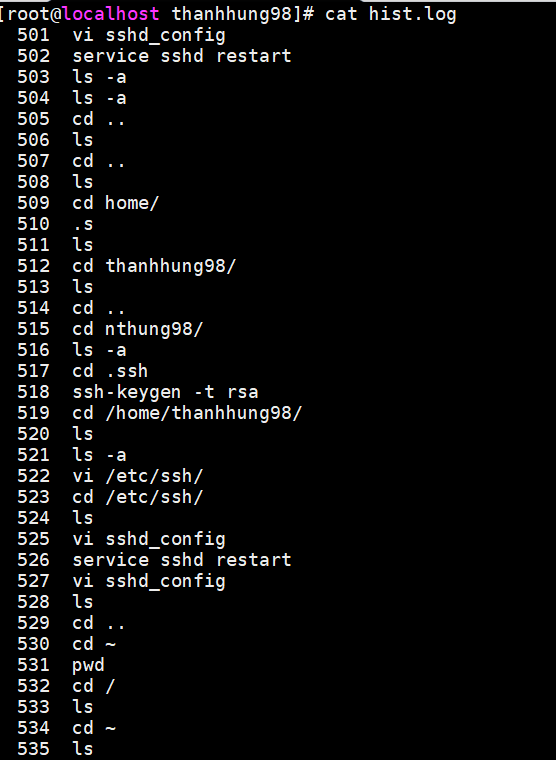 [root@localhost thanhhung98]# cat hist.log
501 vi sshd_config
502 service sshd restart
503 ls -a
504 ls -a
505 cd ..
506 ls
507 cd ..
508 ls
509 cd home/
510 .s
511 ls
512 cd thanhhung98/
513 ls
514 cd ..
515 cd nthung98/
516 ls -a
517 cd .ssh
518 ssh-keygen -t rsa
519 cd /home/thanhhung98/
520 ls
521 ls -a
522 vi /etc/ssh/
523 cd /etc/ssh/
524 ls
525 vi sshd_config
526 service sshd restart
527 vi sshd_config
528 ls
529 cd ..
530 cd ~
531 pwd
532 cd /
533 ls
534 cd ~
535 ls